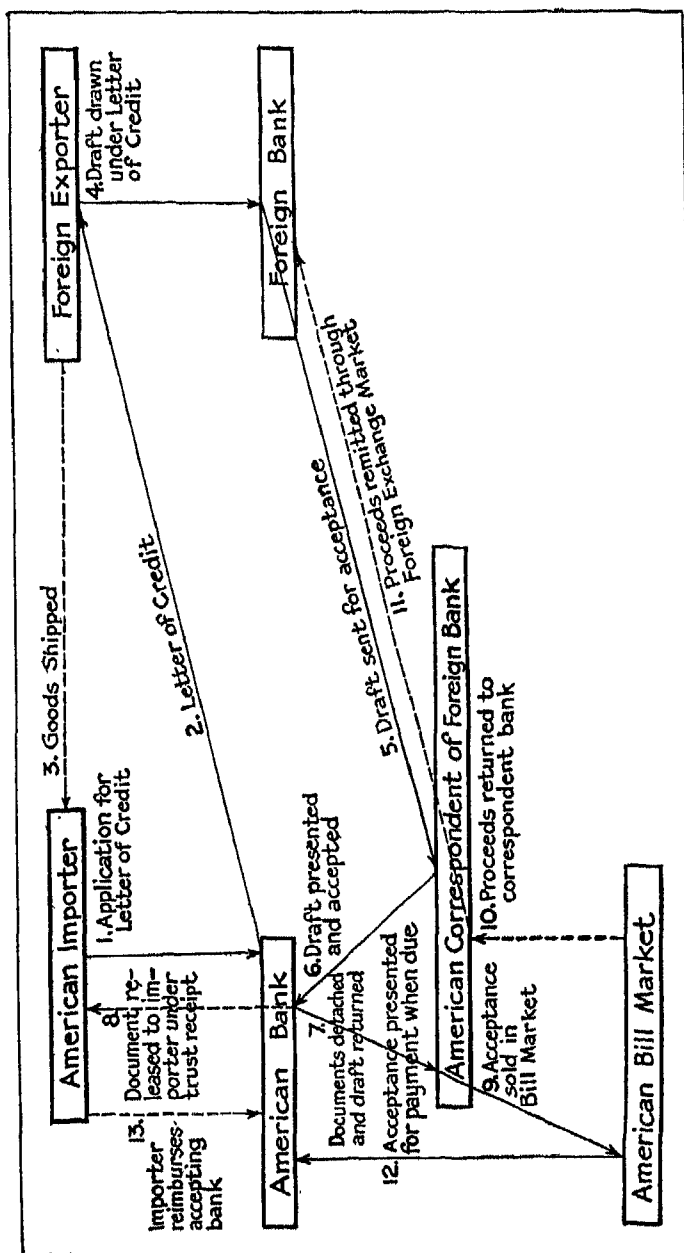 American Importer
Foreign Exporter
3. Goods Shipped
1. Application for
Letter of Credit
2. Letter of Credit
4. Draft drawn
under Letter
of Credit
13.
Importer
reimburses
accepting
bank
8.
Document re-
leased to im-
porter under
trust receipt
American Bank
Foreign Bank
6. Draft presented
and accepted
7.
Documents detached
and draft returned
5. Draft sent for acceptance
11. Proceeds remitted through
Foreign Exchange Market
12. Acceptance presented
for payment when due
American Correspondent of Foreign Bank
9. Acceptance
sold in
Bill Market
10. Proceeds returned to
correspondent bank
American Bill Market